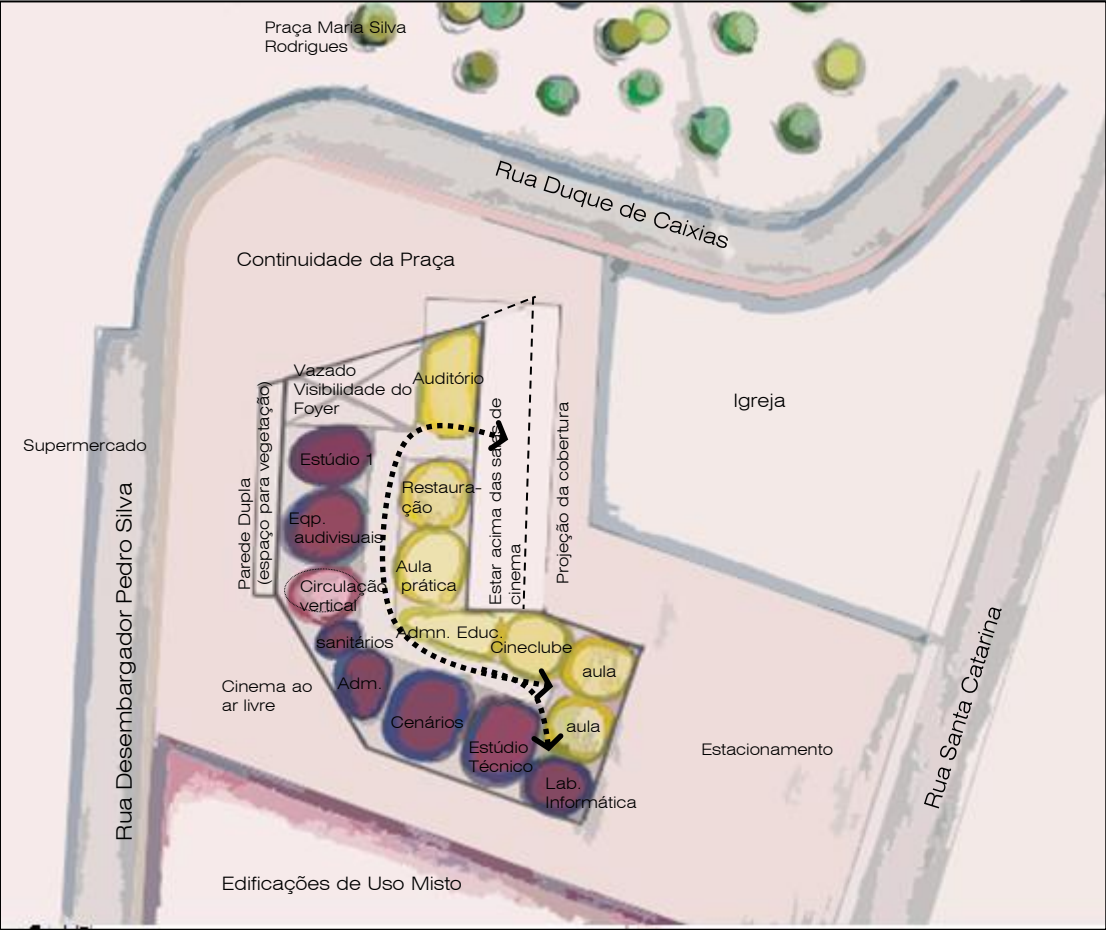 Praça Maria Silva
Rodrigues
Rua Duque de Caixias
Continuidade da Praça
Vazado
Visibilidade do
Foyer
Auditório
Igreja
Supermercado
Estúdio 1
Restaura-
ção
Eqp.
audivisuais
Aula
prática
Circulação
vertical
Parede Dupla
(espaço para vegetação)
Estar acima das salas de
cinema
Projeção da cobertura
Rua Desembargador Pedro Silva
sanitários
Admn. Educ.
Cineclube
aula
Adm.
Cinema ao
ar livre
Cenários
aula
Estúdio
Técnico
Lab.
Informática
Estacionamento
Rua Santa Catarina
Edificações de Uso Misto